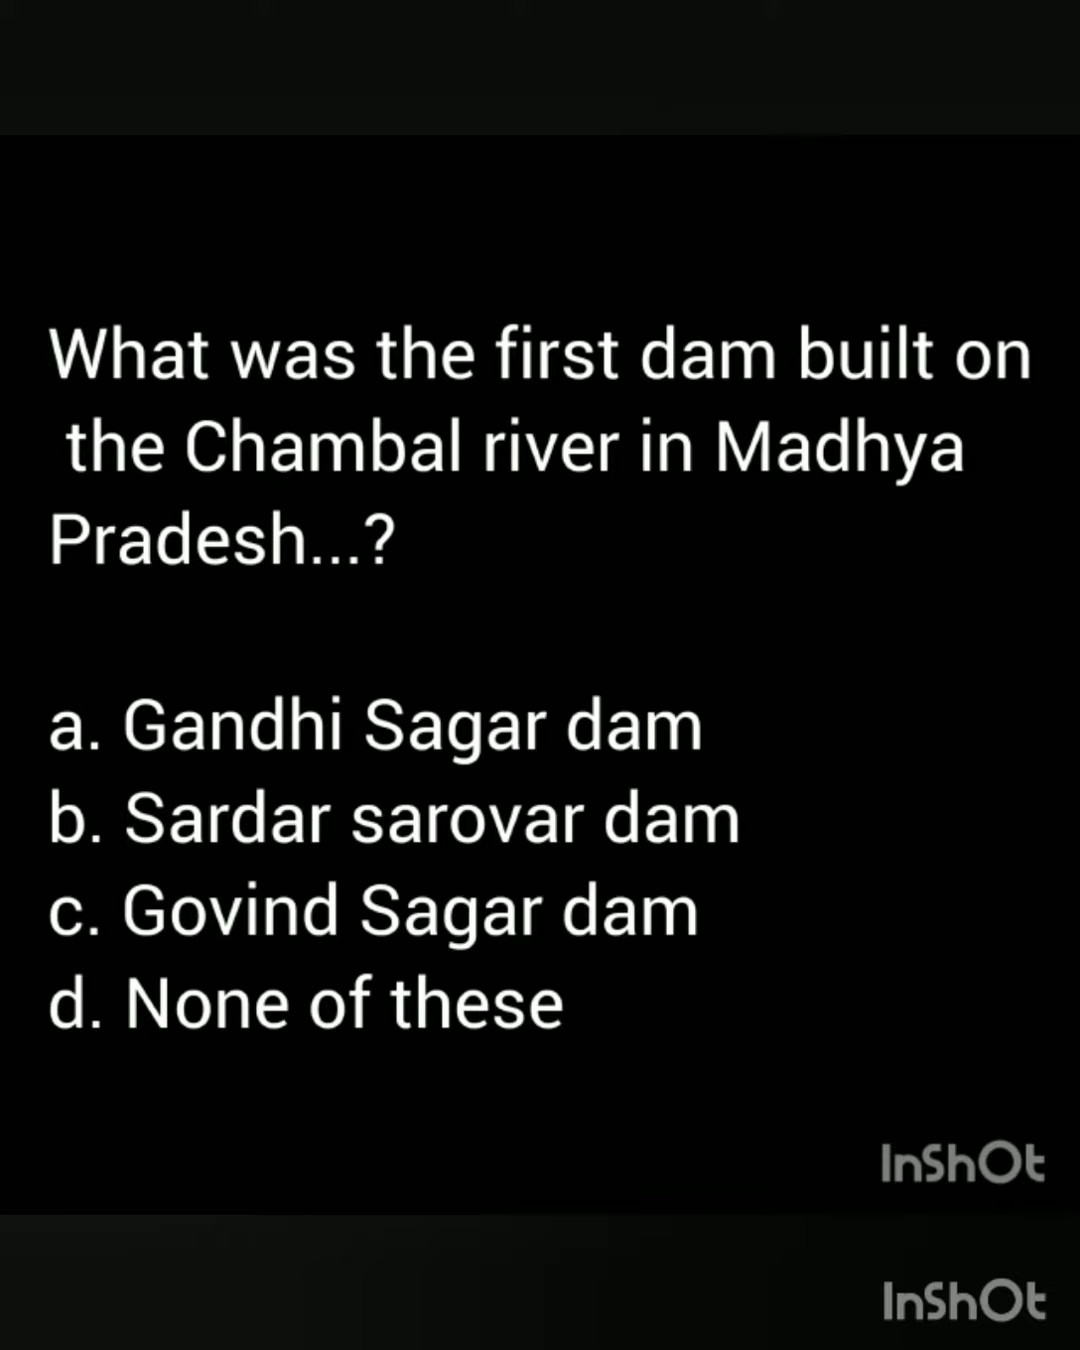 What was the first dam built on
the Chambal river in Madhya
Pradesh...?
a. Gandhi Sagar dam
b. Sardar sarovar dam
c. Govind Sagar dam
d. None of these
InShOt
InShOt